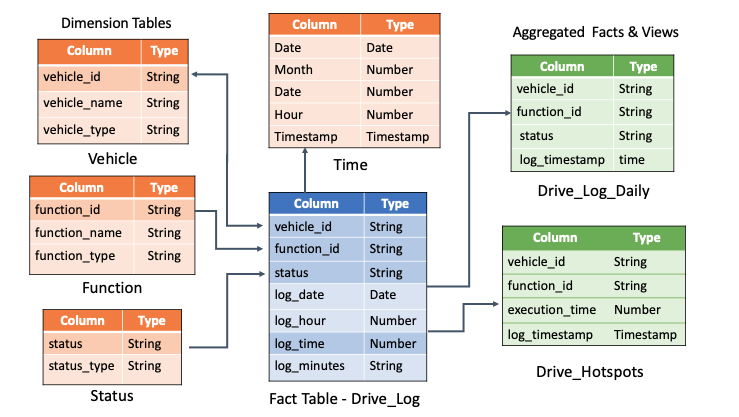 Dimension Tables
Column Type
vehicle_id String
vehicle_name String
vehicle_type String
Vehicle
Column Type
function_id String
function_name String
function_type String
Function
Column Type
status String
status_type String
Status
Column Type
Date Date
Month Number
Date Number
Hour Number
Timestamp Timestamp
Time
Column Type
vehicle_id String
function_id String
status String
log_date Date
log_hour Number
log_time Number
log_minutes String
Fact Table - Drive_Log
Aggregated Facts & Views
Column Type
vehicle_id String
function_id String
status String
log_timestamp time
Drive_Log_Daily
Column Type
vehicle_id String
function_id String
execution_time Number
log_timestamp Timestamp
Drive_Hotspots